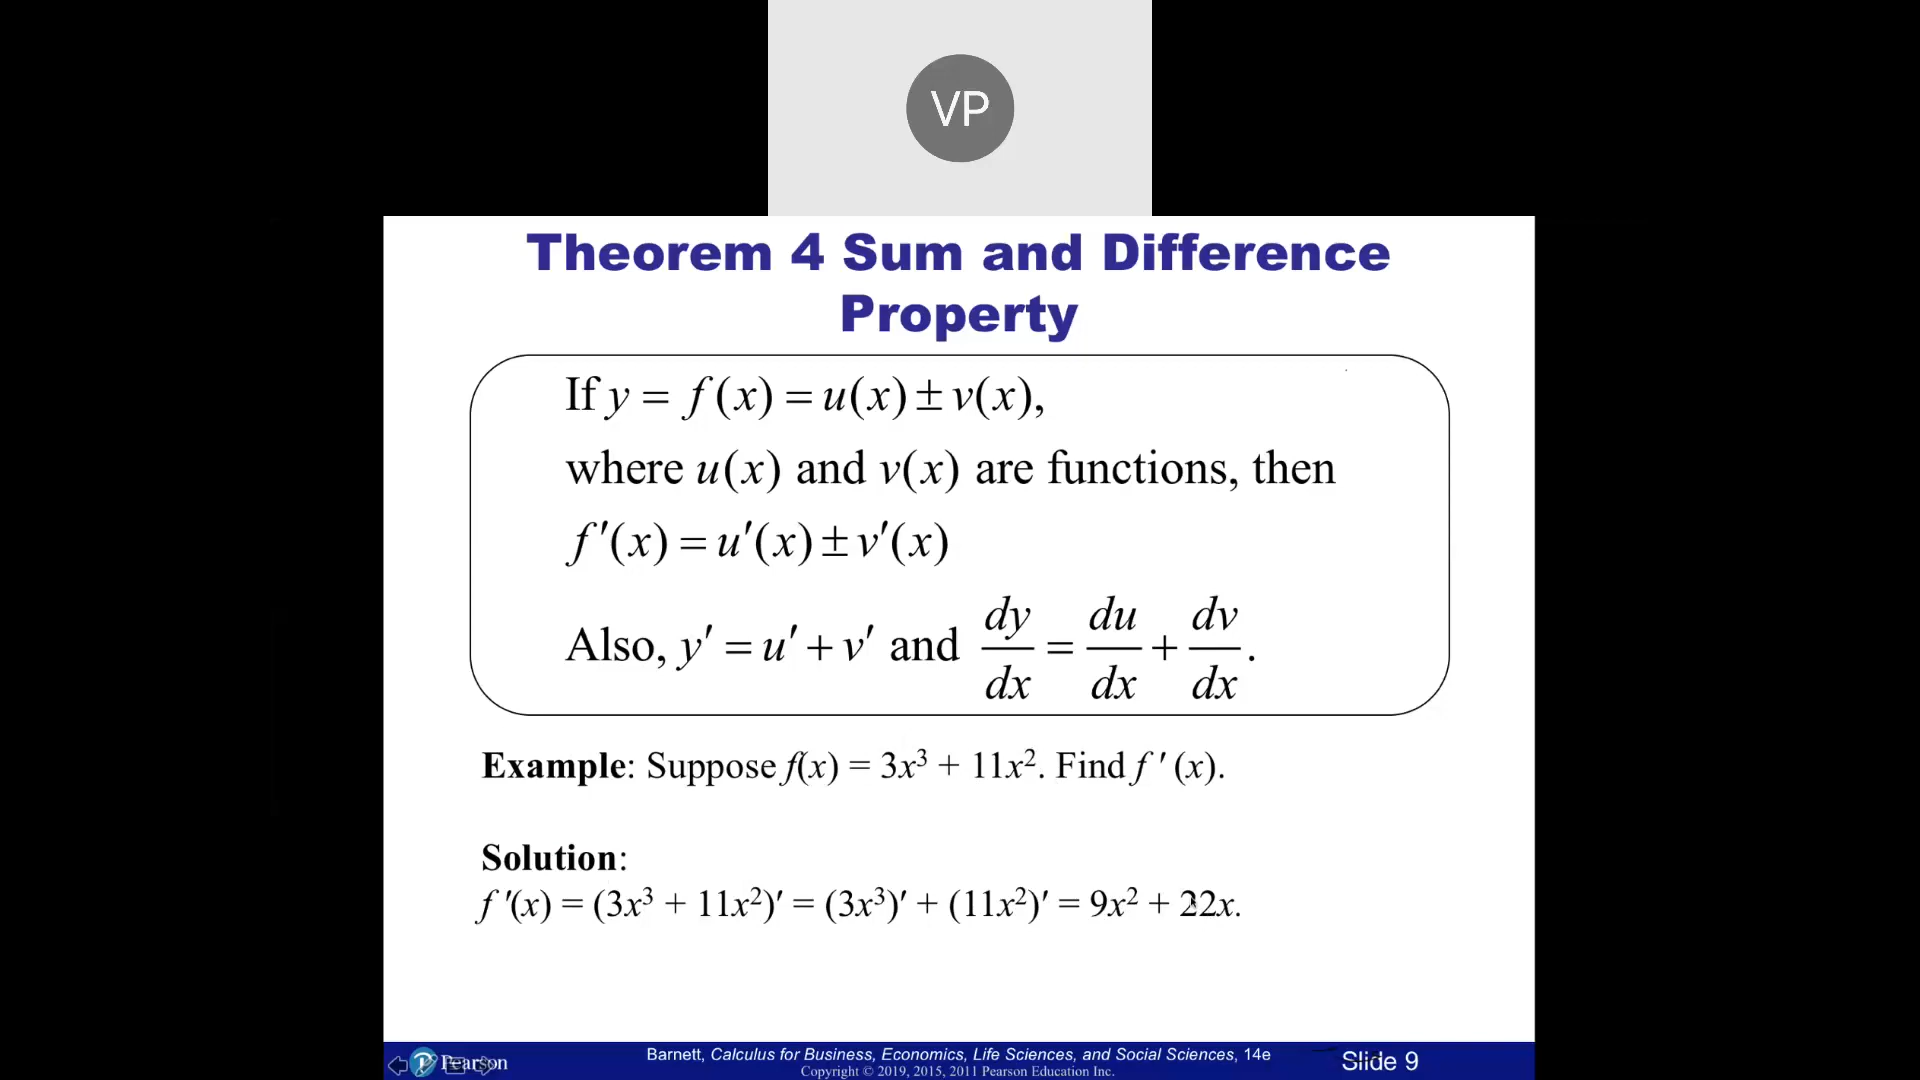 VP
Theorem 4 Sum and Difference
Property
If y = f(x) = u(x) ± v(x),
where u(x) and v(x) are functions, then
f′(x) = u′(x) ± v′(x)
Also, y′ = u′ + v′ and dy/dx = du/dx + dv/dx.
Example: Suppose f(x) = 3x³ + 11x². Find f ′ (x).
Solution:
f ′(x) = (3x³ + 11x²)′ = (3x³)′ + (11x²)′ = 9x² + 22x.
Pearson
Barnett, Calculus for Business, Economics, Life Sciences, and Social Sciences, 14e
Copyright © 2019, 2015, 2011 Pearson Education Inc.
Slide 9